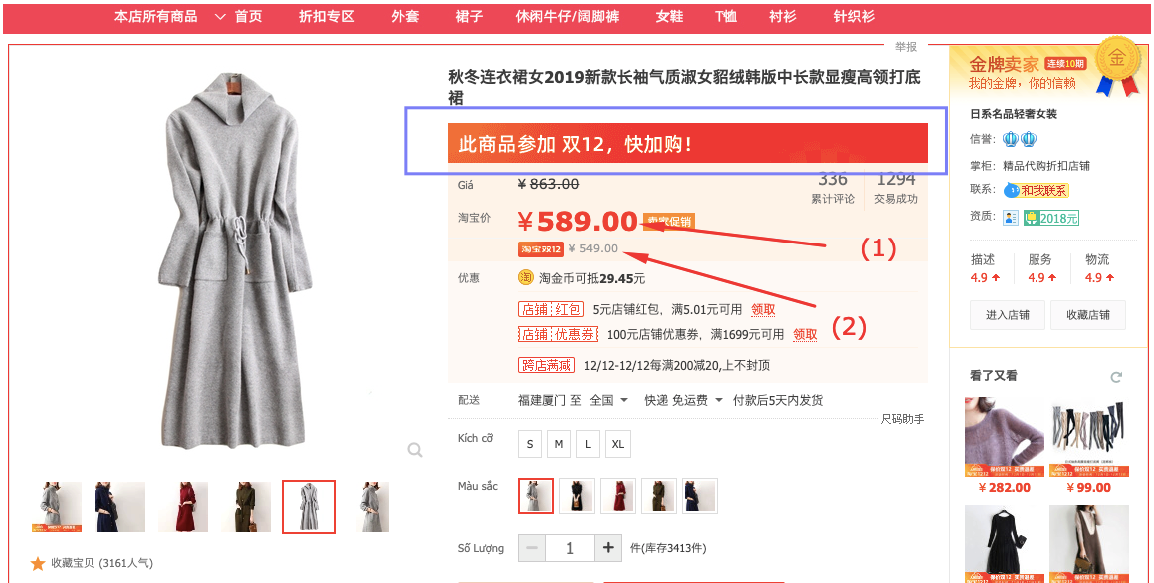 本店所有商品 首页 折扣专区 外套 裙子 休闲牛仔/阔脚裤 女鞋 T恤 衬衫 针织衫
举报
秋冬连衣裙女2019新款长袖气质淑女貂绒韩版中长款显瘦高领打底
裙
此商品参加 双12，快加购！
Giá ¥ 863.00
336
累计评论
1294
交易成功
淘宝价 ¥589.00 卖家促销
(1)
淘宝双12 ¥ 549.00
优惠 淘 淘金币可抵29.45元
店铺 红包 5元店铺红包，满5.01元可用 领取
店铺 优惠券 100元店铺优惠券，满1699元可用 领取
(2)
跨店满减 12/12-12/12每满200减20,上不封顶
配送 福建厦门 至 全国 快递 免运费 付款后5天内发货
尺码助手
Kích cỡ S M L XL
Màu sắc
Số Lượng 1 件(库存3413件)
收藏宝贝 (3161人气)
金牌卖家 连续10期
金
我的金牌，你的信赖
日系名品轻奢女装
信誉：
掌柜：精品代购折扣店铺
联系：和我联系
资质：2018元
描述 服务 物流
4.9 4.9 4.9
进入店铺 收藏店铺
看了又看
¥ 282.00 ¥ 99.00